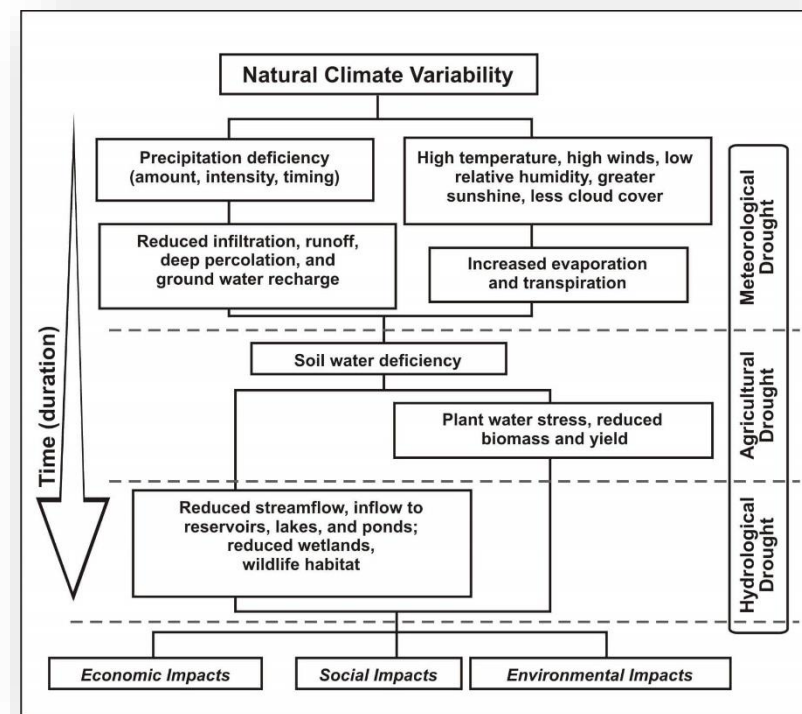 Natural Climate Variability
Precipitation deficiency
(amount, intensity, timing)
High temperature, high winds, low
relative humidity, greater
sunshine, less cloud cover
Reduced infiltration, runoff,
deep percolation, and
ground water recharge
Increased evaporation
and transpiration
Meteorological
Drought
Time (duration)
Soil water deficiency
Plant water stress, reduced
biomass and yield
Agricultural
Drought
Reduced streamflow, inflow to
reservoirs, lakes, and ponds;
reduced wetlands,
wildlife habitat
Hydrological
Drought
Economic Impacts
Social Impacts
Environmental Impacts